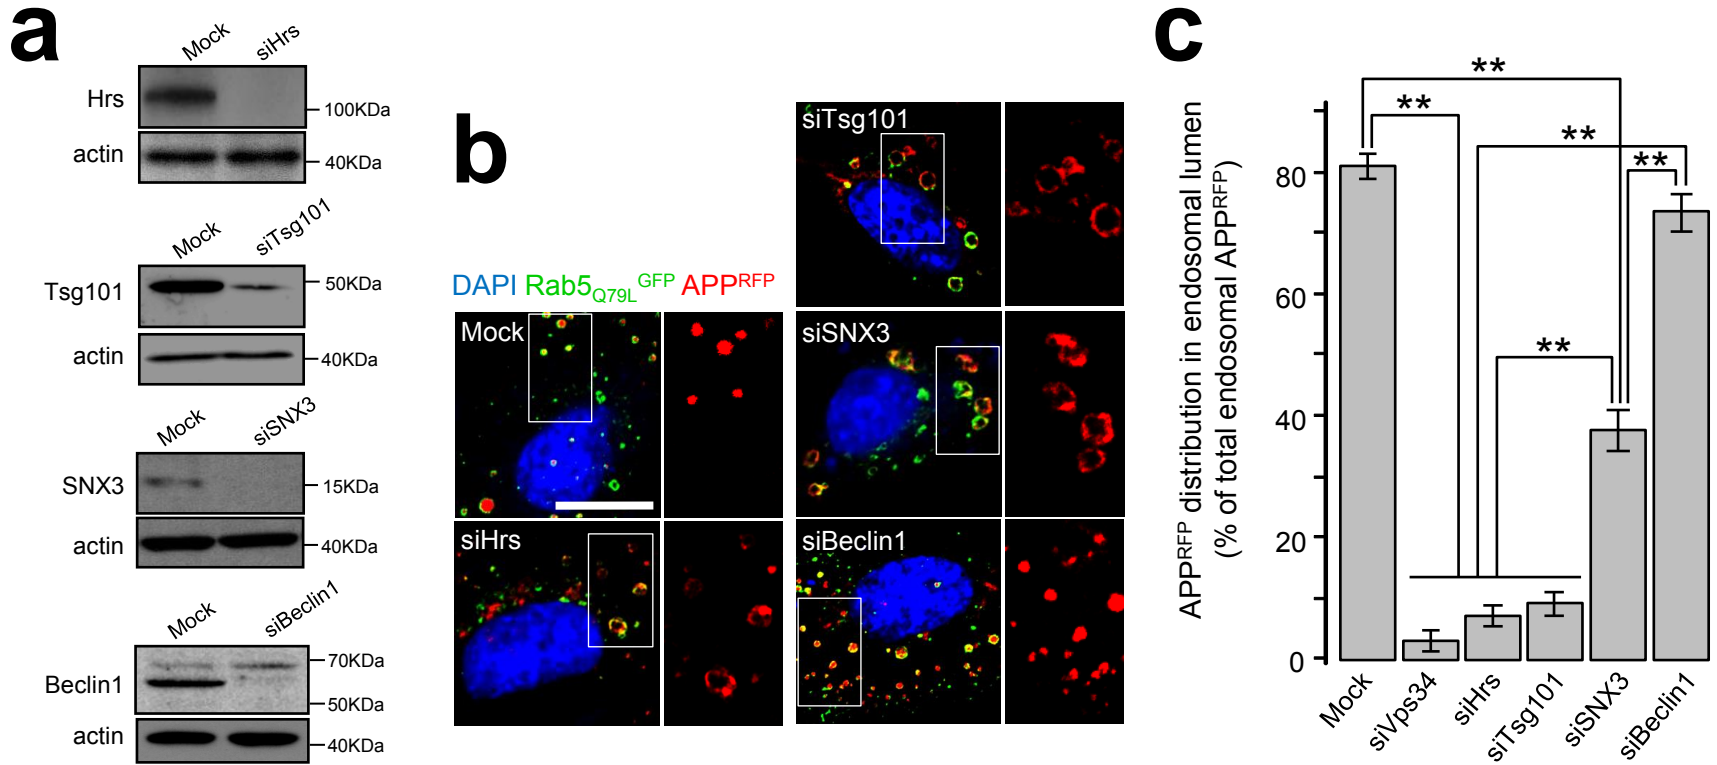 a
Mock siHrs
Hrs
100KDa
actin
40KDa
Mock siTsg101
Tsg101
50KDa
actin
40KDa
Mock siSNX3
SNX3
15KDa
actin
40KDa
Mock siBeclin1
Beclin1
70KDa
50KDa
actin
40KDa
b
DAPI Rab5Q79LGFP APPRFP
Mock
siHrs
siTsg101
siSNX3
siBeclin1
c
APPRFP distribution in endosomal lumen
(% of total endosomal APPRFP)
80
60
40
20
0
**
**
**
**
**
Mock
siVps34
siHrs
siTsg101
siSNX3
siBeclin1